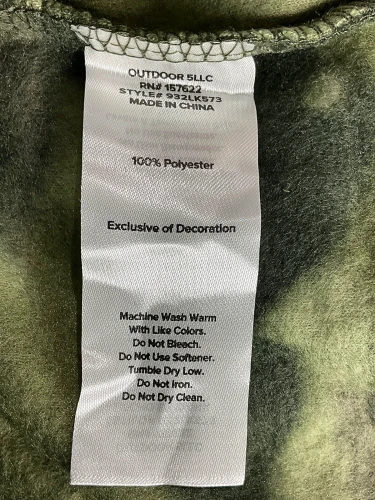 OUTDOOR 5LLC
RN# 157622
STYLE# 932LK573
MADE IN CHINA
100% Polyester
Exclusive of Decoration
Machine Wash Warm
With Like Colors.
Do Not Bleach.
Do Not Use Softener.
Tumble Dry Low.
Do Not Iron.
Do Not Dry Clean.